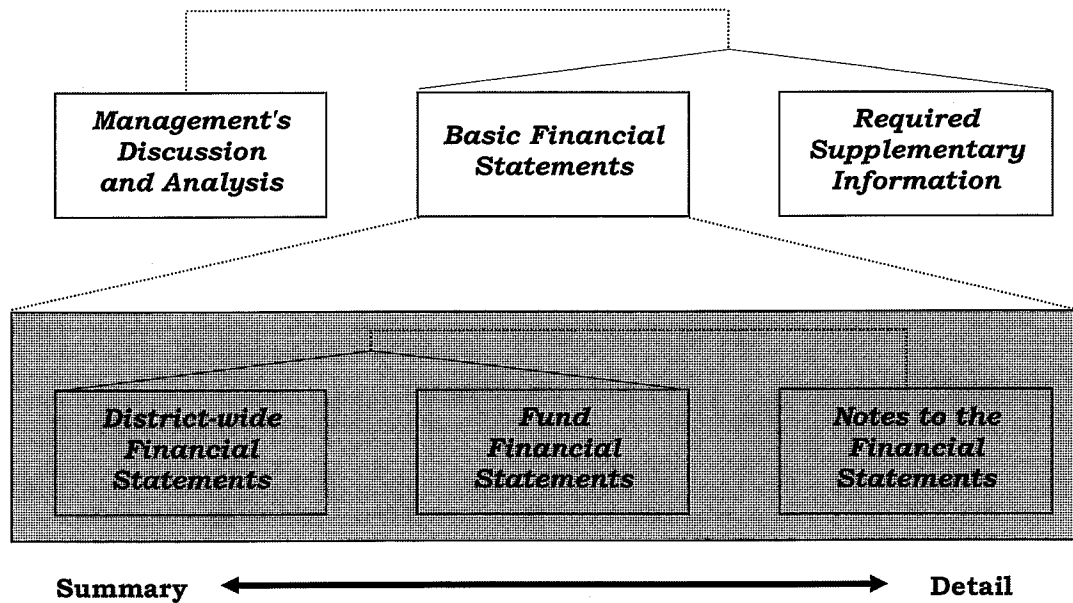 Management's
Discussion
and Analysis
Basic Financial
Statements
Required
Supplementary
Information
District-wide
Financial
Statements
Fund
Financial
Statements
Notes to the
Financial
Statements
Summary
Detail